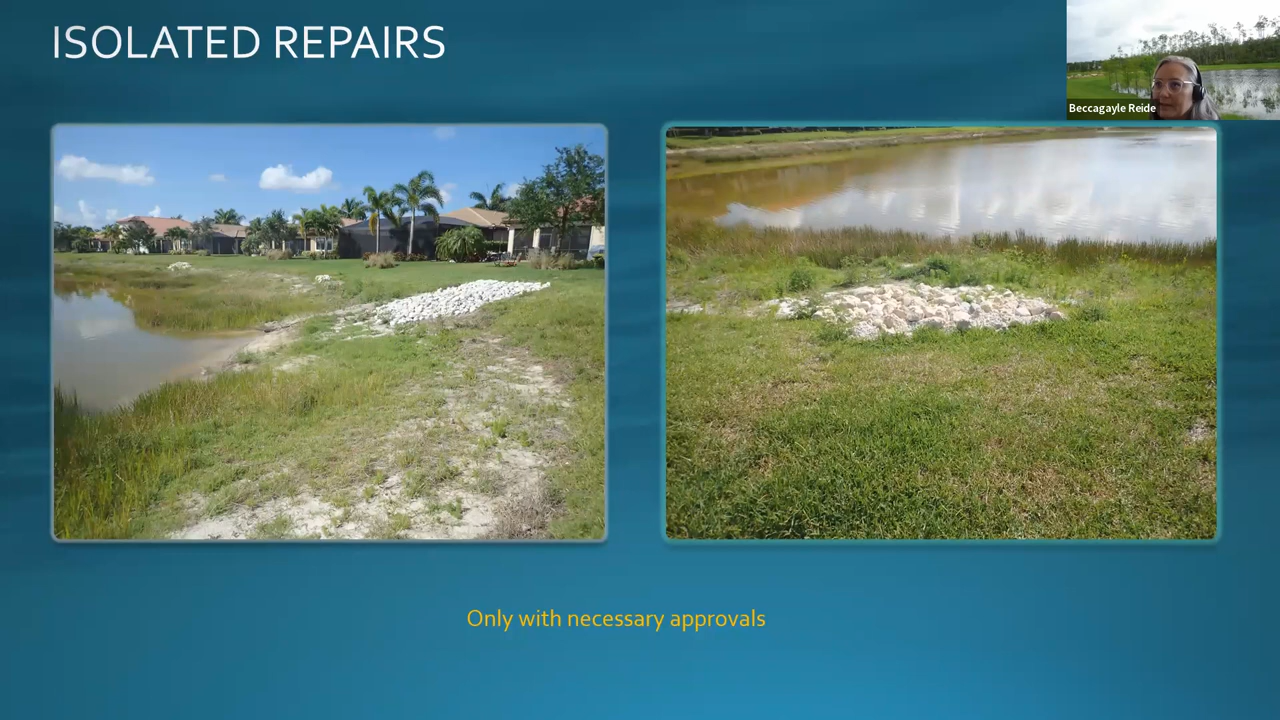 ISOLATED REPAIRS
Beccagayle Reide
Only with necessary approvals